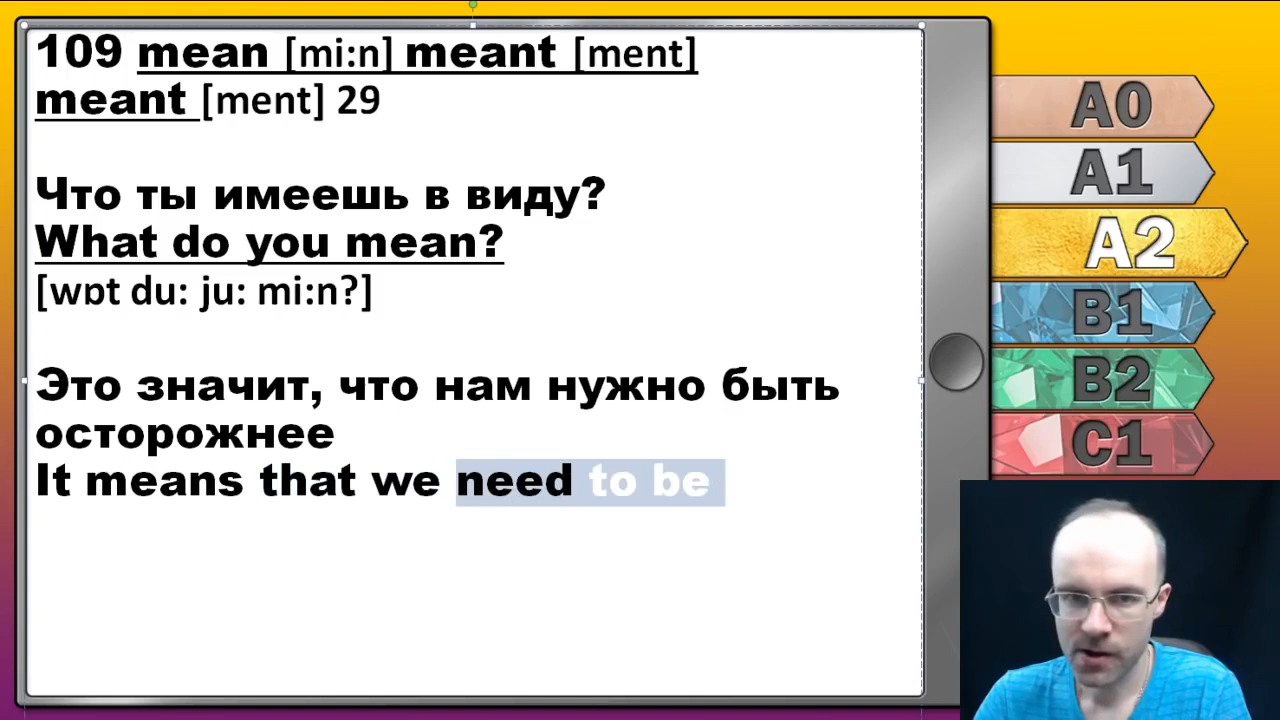 109 mean [mi:n] meant [ment]
meant [ment] 29
Что ты имеешь в виду?
What do you mean?
[wɒt du: ju: mi:n?]
Это значит, что нам нужно быть
осторожнее
It means that we need to be
A0
A1
A2
B1
B2
C1